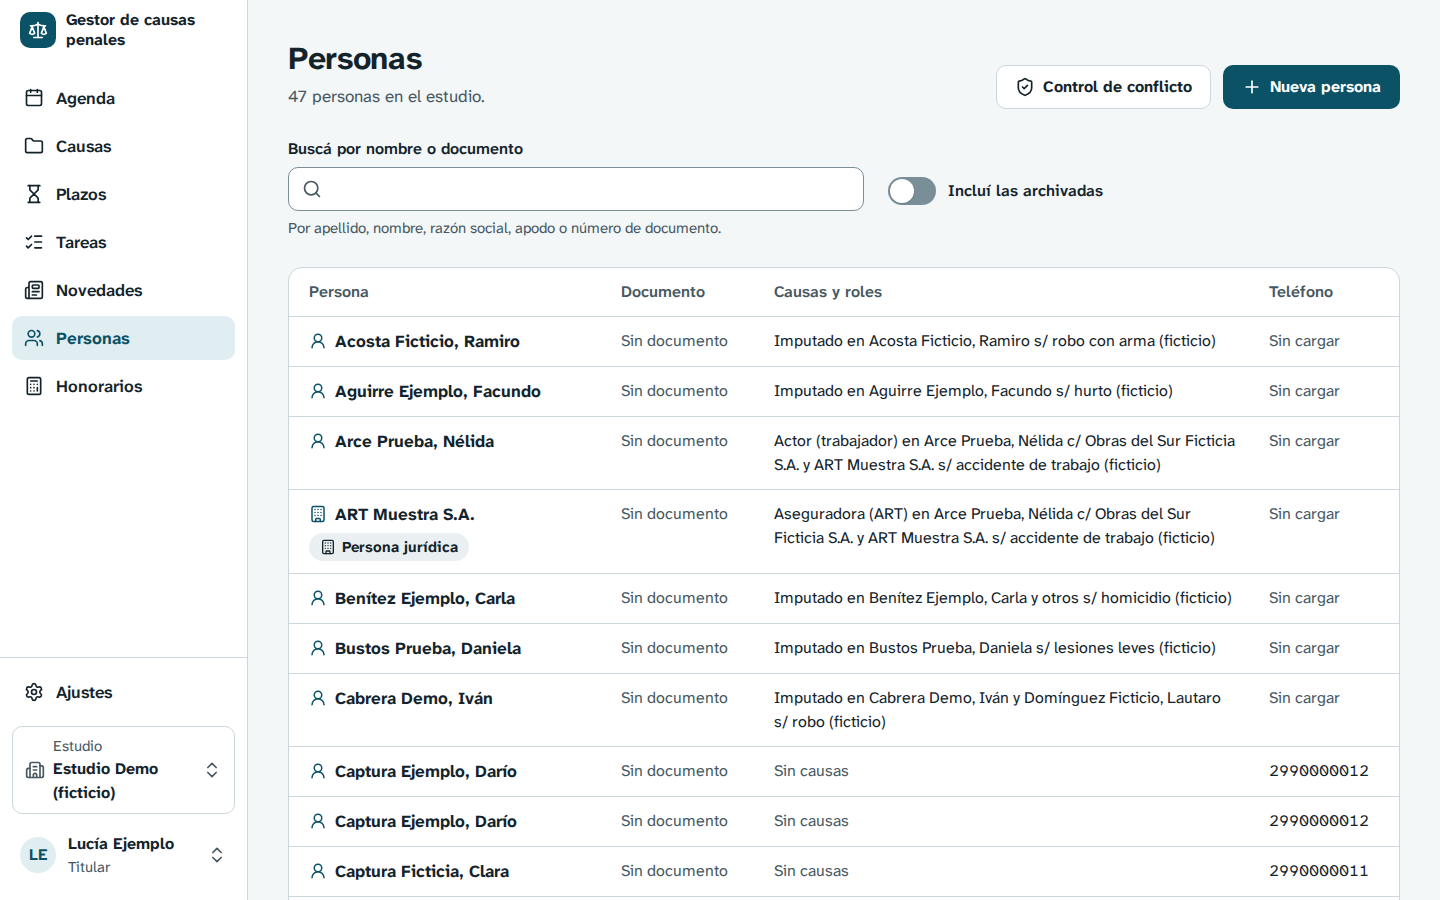 Gestor de causas
penales
Agenda
Causas
Plazos
Tareas
Novedades
Personas
Honorarios
Ajustes
Estudio
Estudio Demo
(ficticio)
LE
Lucía Ejemplo
Titular
Personas
47 personas en el estudio.
Control de conflicto
Nueva persona
Buscá por nombre o documento
Incluí las archivadas
Por apellido, nombre, razón social, apodo o número de documento.
Persona Documento Causas y roles Teléfono
Acosta Ficticio, Ramiro Sin documento Imputado en Acosta Ficticio, Ramiro s/ robo con arma (ficticio) Sin cargar
Aguirre Ejemplo, Facundo Sin documento Imputado en Aguirre Ejemplo, Facundo s/ hurto (ficticio) Sin cargar
Arce Prueba, Nélida Sin documento Actor (trabajador) en Arce Prueba, Nélida c/ Obras del Sur Ficticia Sin cargar
S.A. y ART Muestra S.A. s/ accidente de trabajo (ficticio)
ART Muestra S.A. Sin documento Aseguradora (ART) en Arce Prueba, Nélida c/ Obras del Sur Sin cargar
Ficticia S.A. y ART Muestra S.A. s/ accidente de trabajo (ficticio)
Persona jurídica
Benítez Ejemplo, Carla Sin documento Imputado en Benítez Ejemplo, Carla y otros s/ homicidio (ficticio) Sin cargar
Bustos Prueba, Daniela Sin documento Imputado en Bustos Prueba, Daniela s/ lesiones leves (ficticio) Sin cargar
Cabrera Demo, Iván Sin documento Imputado en Cabrera Demo, Iván y Domínguez Ficticio, Lautaro Sin cargar
s/ robo (ficticio)
Captura Ejemplo, Darío Sin documento Sin causas 2990000012
Captura Ejemplo, Darío Sin documento Sin causas 2990000012
Captura Ficticia, Clara Sin documento Sin causas 2990000011